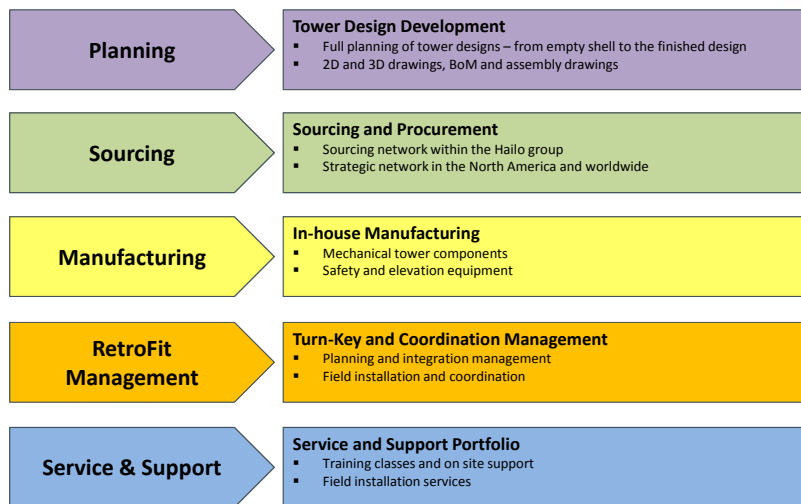 Planning
Tower Design Development
▪ Full planning of tower designs – from empty shell to the finished design
▪ 2D and 3D drawings, BoM and assembly drawings
Sourcing
Sourcing and Procurement
▪ Sourcing network within the Hailo group
▪ Strategic network in the North America and worldwide
Manufacturing
In-house Manufacturing
▪ Mechanical tower components
▪ Safety and elevation equipment
RetroFit
Management
Turn-Key and Coordination Management
▪ Planning and integration management
▪ Field installation and coordination
Service & Support
Service and Support Portfolio
▪ Training classes and on site support
▪ Field installation services